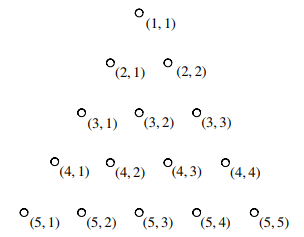 (1, 1)
(2, 1) (2, 2)
(3, 1) (3, 2) (3, 3)
(4, 1) (4, 2) (4, 3) (4, 4)
(5, 1) (5, 2) (5, 3) (5, 4) (5, 5)